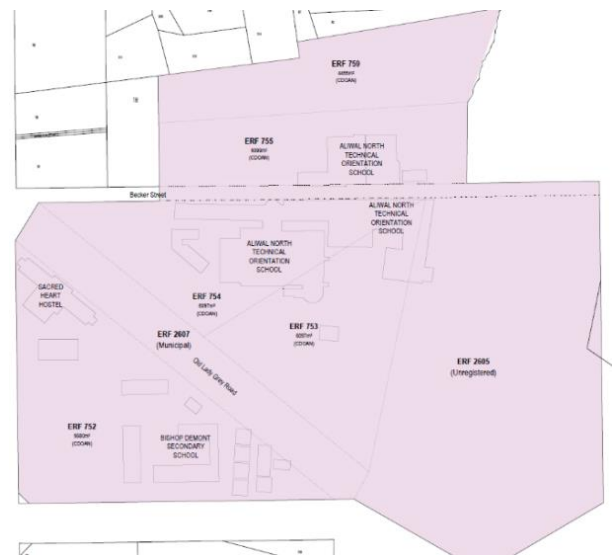 ERF 750
(CDOAN)
ERF 755
(CDOAN)
ALIWAL NORTH
TECHNICAL
ORIENTATION
SCHOOL
Becker Street
ALIWAL NORTH
TECHNICAL
ORIENTATION
SCHOOL
ALIWAL NORTH
TECHNICAL
ORIENTATION
SCHOOL
SACRED
HEART
HOSTEL
ERF 754
(CDOAN)
ERF 753
(CDOAN)
ERF 2607
(Municipal)
Old Lady Grey Road
ERF 2605
(Unregistered)
ERF 752
(CDOAN)
BISHOP DEMONT
SECONDARY
SCHOOL